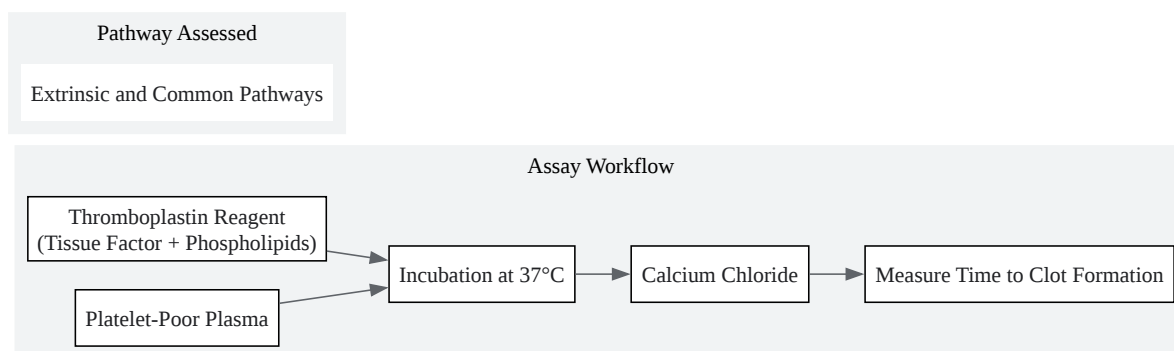 Pathway Assessed
Extrinsic and Common Pathways
Assay Workflow
Thromboplastin Reagent
(Tissue Factor + Phospholipids)
Platelet-Poor Plasma
Incubation at 37°C
Calcium Chloride
Measure Time to Clot Formation